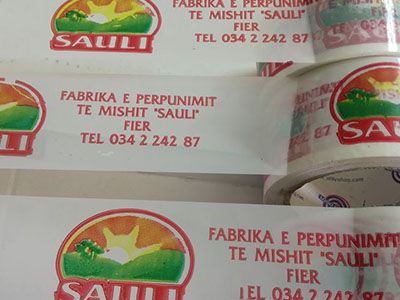 SAULI
FABRIKA E PERPUNIMIT
TE MISHIT "SAULI"
FIER
TEL 034 2 242 87
FABRIKA E PERPUNIMIT
TE MISHIT "SAULI"
FIER
TEL 034 2 242 87
SAULI
FABRIKA E PERPUNIMIT
TE MISHIT "SAULI"
FIER
TEL 034 2 242 87
SAULI